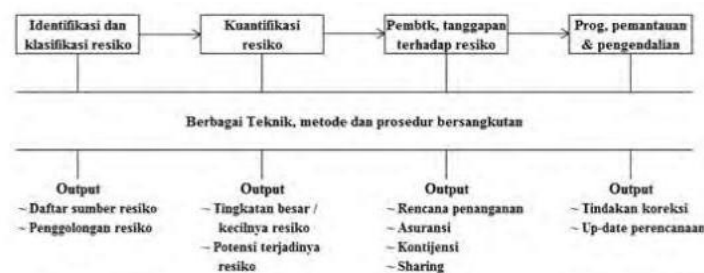 Identifikasi dan
klasifikasi resiko
Kuantifikasi
resiko
Pembtk, tanggapan
terhadap resiko
Prog, pemantauan
& pengendalian
Berbagai Teknik, metode dan prosedur bersangkutan
Output
~ Daftar sumber resiko
~ Penggolongan resiko
Output
~ Tingkatan besar /
kecilnya resiko
~ Potensi terjadinya
resiko
Output
~ Rencana penanganan
~ Asuransi
~ Kontijensi
~ Sharing
Output
~ Tindakan koreksi
~ Up-date perencanaan